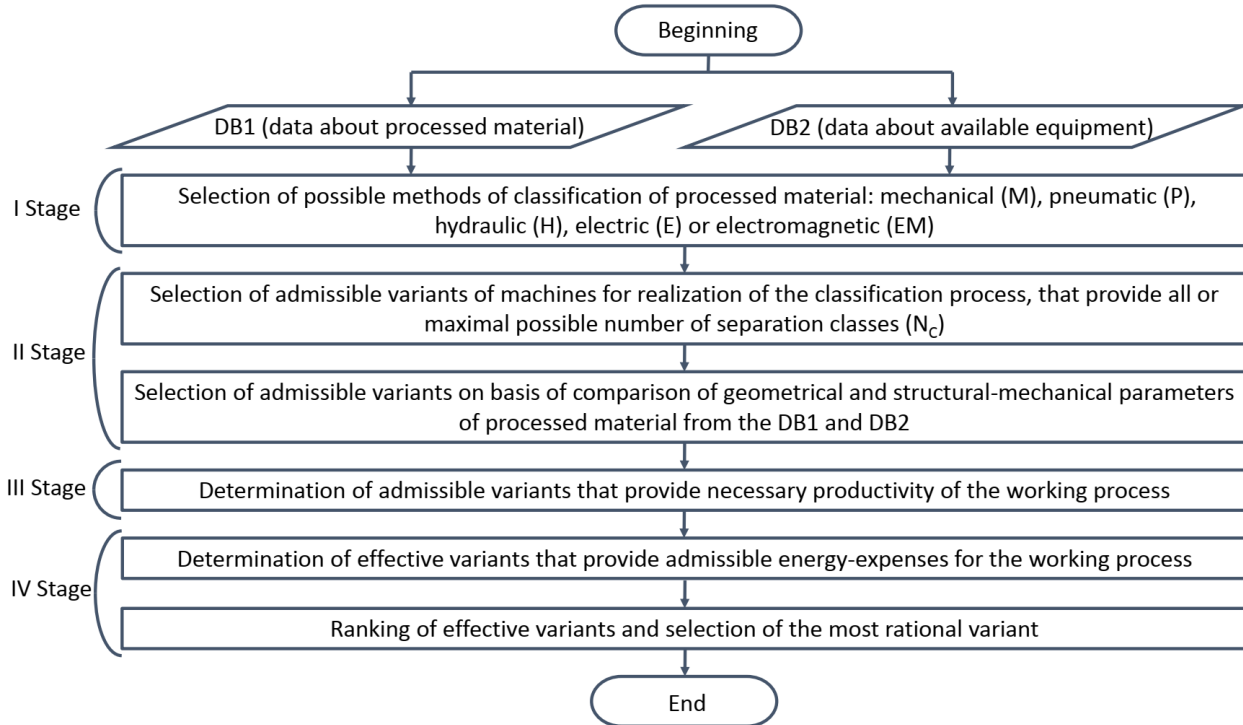 Beginning
DB1 (data about processed material)
DB2 (data about available equipment)
I Stage
Selection of possible methods of classification of processed material: mechanical (M), pneumatic (P),
hydraulic (H), electric (E) or electromagnetic (EM)
II Stage
Selection of admissible variants of machines for realization of the classification process, that provide all or
maximal possible number of separation classes (N_C)
Selection of admissible variants on basis of comparison of geometrical and structural-mechanical parameters
of processed material from the DB1 and DB2
III Stage
Determination of admissible variants that provide necessary productivity of the working process
IV Stage
Determination of effective variants that provide admissible energy-expenses for the working process
Ranking of effective variants and selection of the most rational variant
End